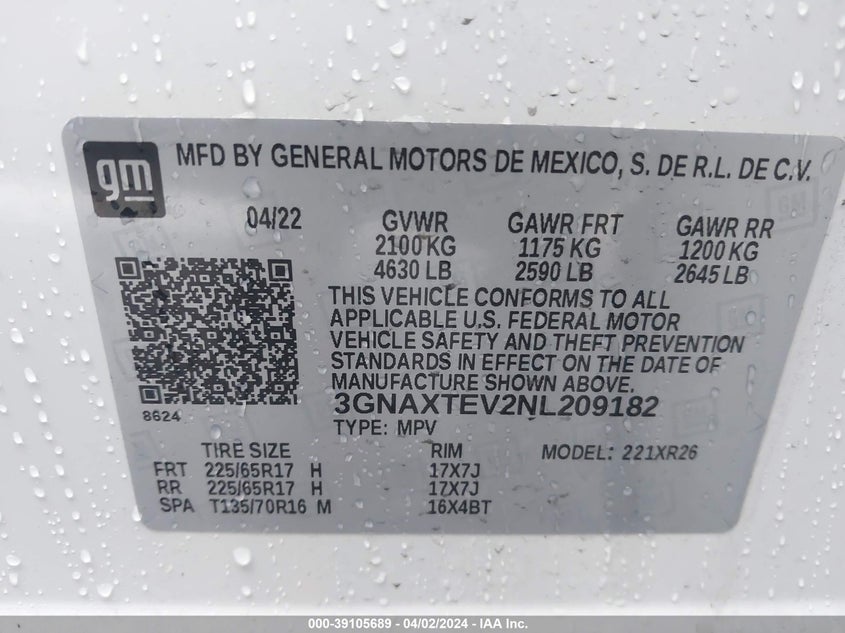 gm
MFD BY GENERAL MOTORS DE MEXICO, S. DE R.L. DE C.V.
04/22 GVWR GAWR FRT GAWR RR
2100 KG 1175 KG 1200 KG
4630 LB 2590 LB 2645 LB
THIS VEHICLE CONFORMS TO ALL
APPLICABLE U.S. FEDERAL MOTOR
VEHICLE SAFETY AND THEFT PREVENTION
STANDARDS IN EFFECT ON THE DATE OF
MANUFACTURE SHOWN ABOVE.
8624 3GNAXTEV2NL209182
TYPE: MPV
TIRE SIZE RIM MODEL: 221XR26
FRT 225/65R17 H 17X7J
RR 225/65R17 H 17X7J
SPA T135/70R16 M 16X4BT
000-39105689 - 04/02/2024 - IAA Inc.